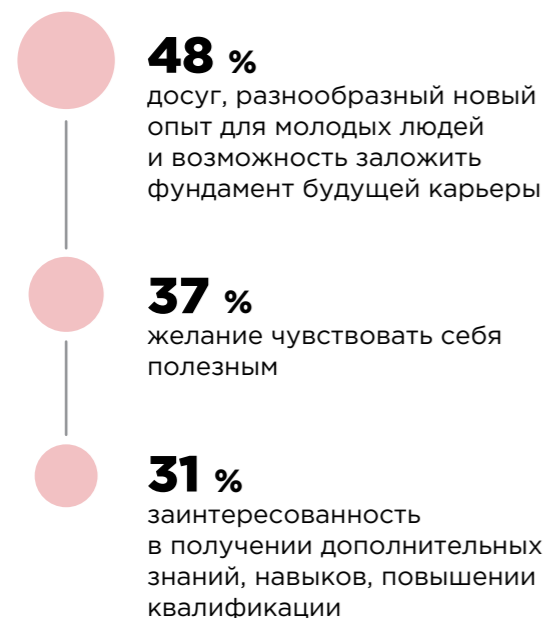 48 %
досуг, разнообразный новый
опыт для молодых людей
и возможность заложить
фундамент будущей карьеры
37 %
желание чувствовать себя
полезным
31 %
заинтересованность
в получении дополнительных
знаний, навыков, повышении
квалификации